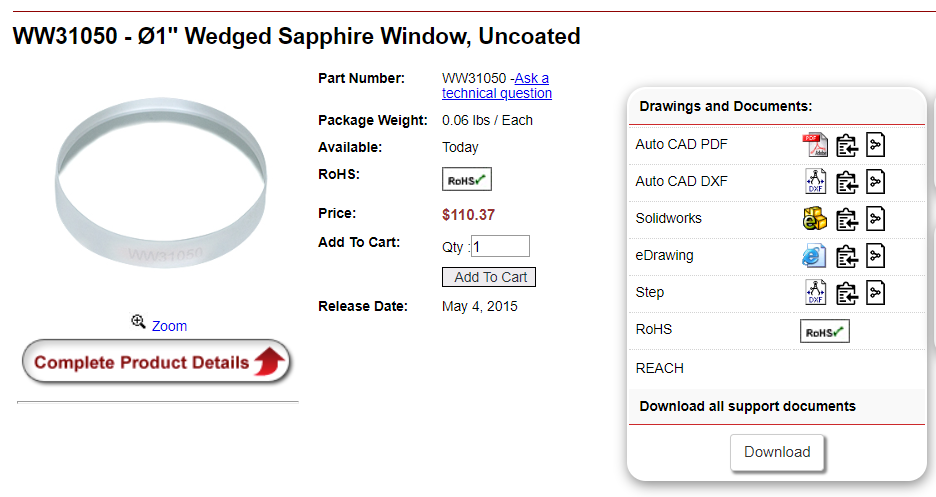 WW31050 - Ø1" Wedged Sapphire Window, Uncoated
WW31050
Zoom
Complete Product Details
Part Number: WW31050 -Ask a
technical question
Package Weight: 0.06 lbs / Each
Available: Today
RoHS: RoHS
Price: $110.37
Add To Cart: Qty :1
Add To Cart
Release Date: May 4, 2015
Drawings and Documents:
Auto CAD PDF PDF Adobe
Auto CAD DXF DXF
Solidworks
eDrawing
Step DXF
RoHS RoHS
REACH
Download all support documents
Download